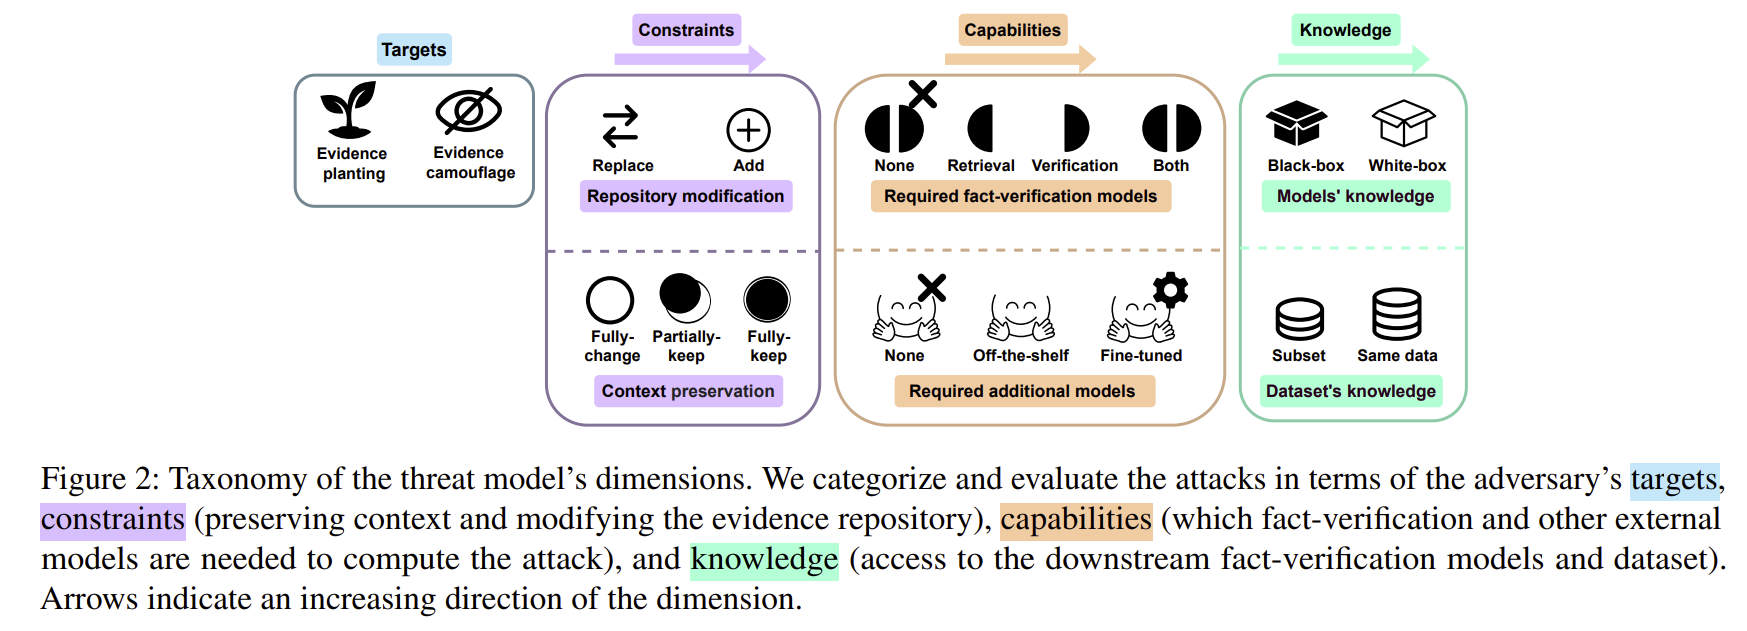 Targets
Constraints
Capabilities
Knowledge
Evidence
planting
Evidence
camouflage
Replace
Add
Repository modification
Fully-
change
Partially-
keep
Fully-
keep
Context preservation
None
Retrieval
Verification
Both
Required fact-verification models
None
Off-the-shelf
Fine-tuned
Required additional models
Black-box
White-box
Models' knowledge
Subset
Same data
Dataset's knowledge
Figure 2: Taxonomy of the threat model’s dimensions. We categorize and evaluate the attacks in terms of the adversary’s targets,
constraints (preserving context and modifying the evidence repository), capabilities (which fact-verification and other external
models are needed to compute the attack), and knowledge (access to the downstream fact-verification models and dataset).
Arrows indicate an increasing direction of the dimension.